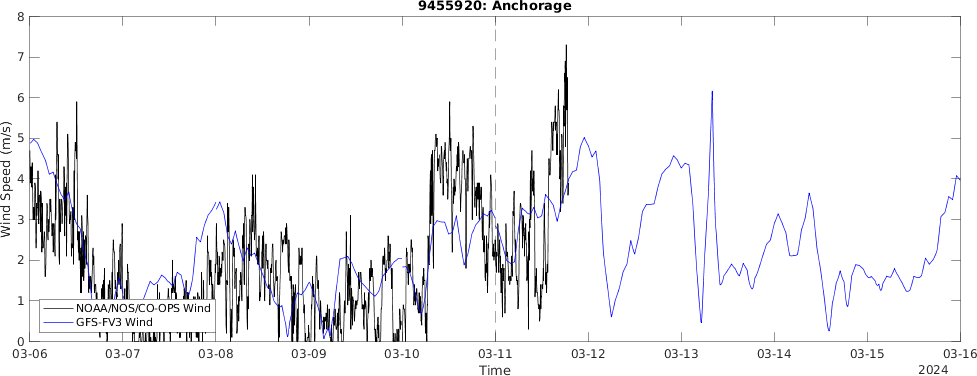 9455920: Anchorage
Wind Speed (m/s)
8
7
6
5
4
3
2
1
0
NOAA/NOS/CO-OPS Wind
GFS-FV3 Wind
03-06 03-07 03-08 03-09 03-10 03-11 03-12 03-13 03-14 03-15 03-16
Time
2024